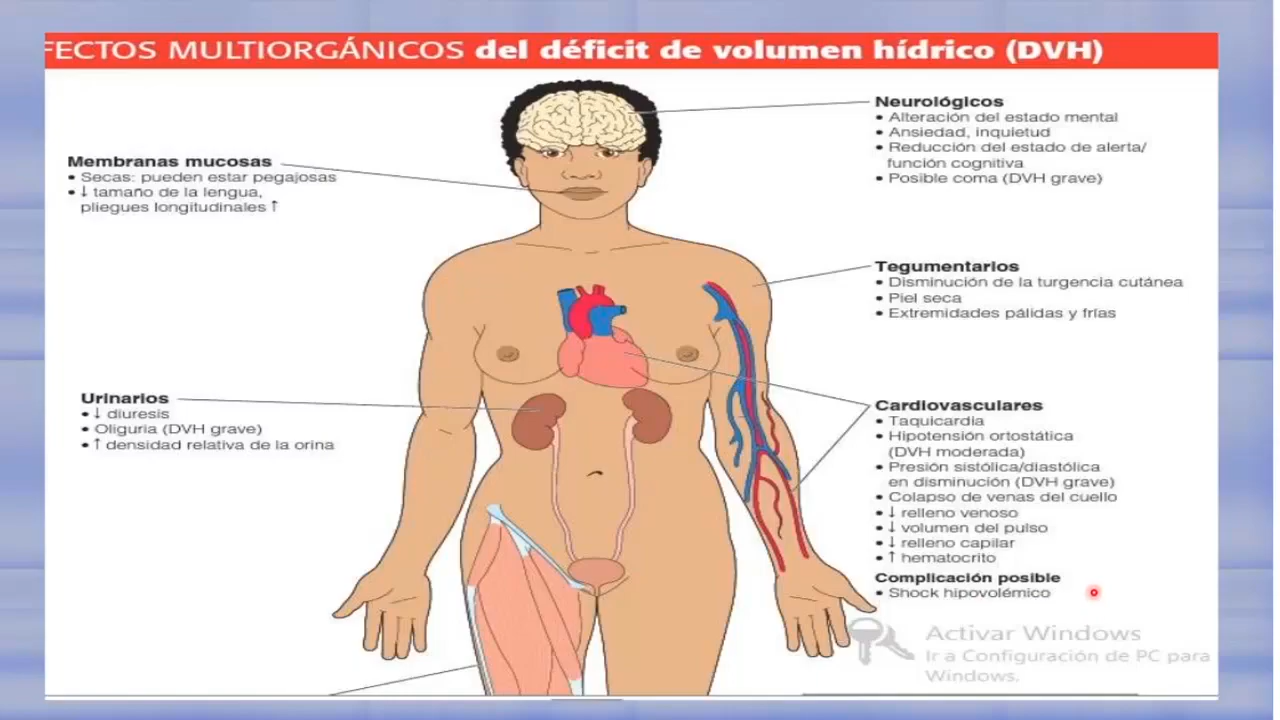 FECTOS MULTIORGÁNICOS del déficit de volumen hídrico (DVH)
Membranas mucosas
• Secas: pueden estar pegajosas
• ↓ tamaño de la lengua,
pliegues longitudinales ↑
Urinarios
• ↓ diuresis
• Oliguria (DVH grave)
• ↑ densidad relativa de la orina
Neurológicos
• Alteración del estado mental
• Ansiedad, inquietud
• Reducción del estado de alerta/
función cognitiva
• Posible coma (DVH grave)
Tegumentarios
• Disminución de la turgencia cutánea
• Piel seca
• Extremidades pálidas y frías
Cardiovasculares
• Taquicardia
• Hipotensión ortostática
(DVH moderada)
• Presión sistólica/diastólica
en disminución (DVH grave)
• Colapso de venas del cuello
• ↓ relleno venoso
• ↓ volumen del pulso
• ↓ relleno capilar
• ↑ hematocrito
Complicación posible
• Shock hipovolémico
Activar Windows
Ir a Configuración de PC para
Windows.